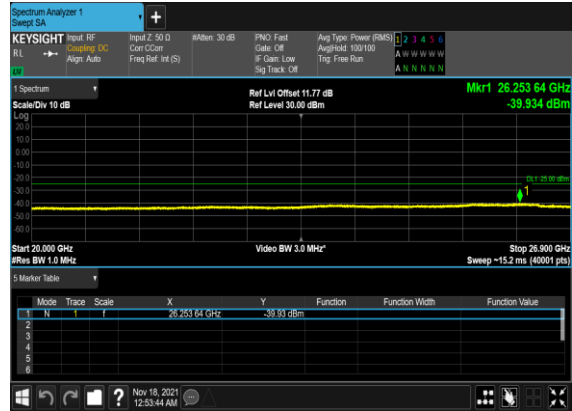 Spectrum Analyzer 1
Swept SA
+
KEYSIGHT Input: RF Input Z: 50 Ω #Atten: 30 dB PNO: Fast Avg Type: Power (RMS) 1 2 3 4 5 6
RL Coupling: DC Corr CCorr Gate: Off Avg|Hold: 100/100 A W W W W W
Align: Auto Freq Ref: Int (S) IF Gain: Low Trig: Free Run
Sig Track: Off A N N N N N
1 Spectrum Ref Lvl Offset 11.77 dB Mkr1 26.253 64 GHz
Scale/Div 10 dB Ref Level 30.00 dBm -39.934 dBm
Log
20.0
10.0
0.00
-10.0
-20.0
DL1 -25.00 dBm
-30.0
1
-40.0
-50.0
-60.0
Start 20.000 GHz Video BW 3.0 MHz* Stop 26.900 GHz
#Res BW 1.0 MHz Sweep ~15.2 ms (40001 pts)
5 Marker Table
Mode Trace Scale X Y Function Function Width Function Value
1 N 1 f 26.253 64 GHz -39.93 dBm
2
3
4
5
6
? Nov 18, 2021
12:53:44 AM